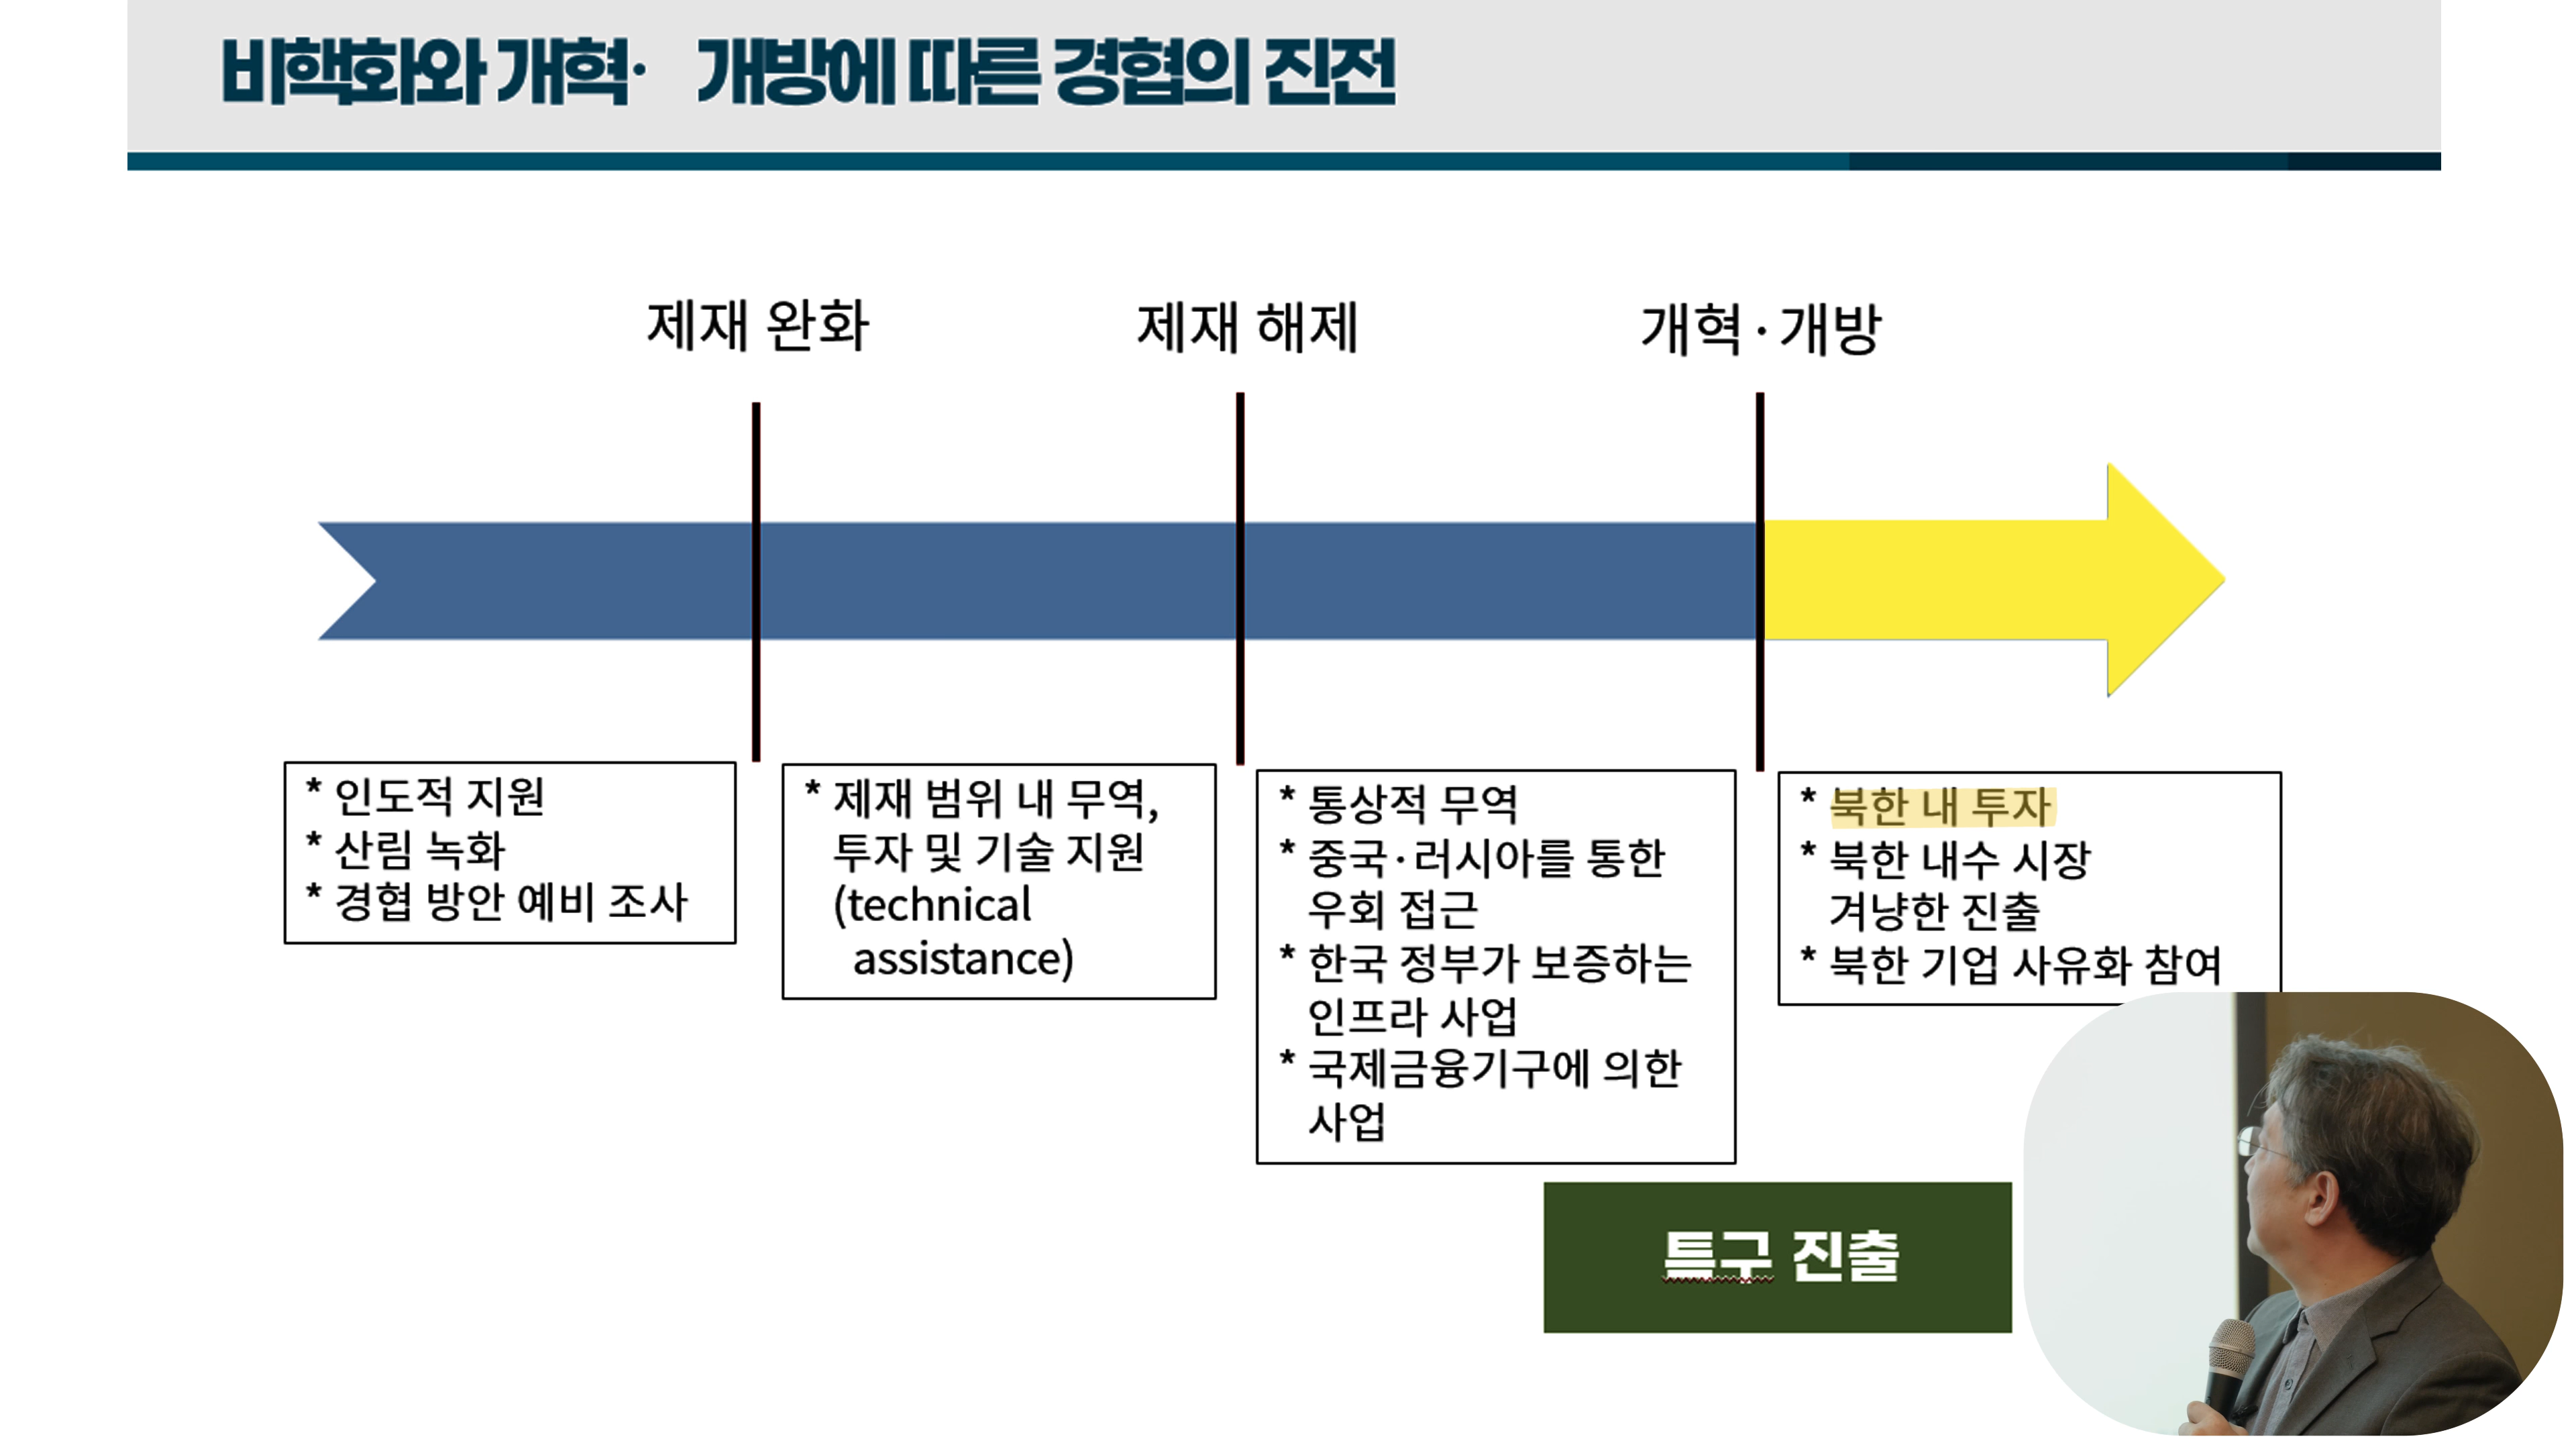 비핵화와 개혁· 개방에 따른 경협의 진전
제재 완화
제재 해제
개혁·개방
* 인도적 지원
* 산림 녹화
* 경협 방안 예비 조사
* 제재 범위 내 무역,
투자 및 기술 지원
(technical
assistance)
* 통상적 무역
* 중국·러시아를 통한
우회 접근
* 한국 정부가 보증하는
인프라 사업
* 국제금융기구에 의한
사업
* 북한 내 투자
* 북한 내수 시장
겨냥한 진출
* 북한 기업 사유화 참여
특구 진출